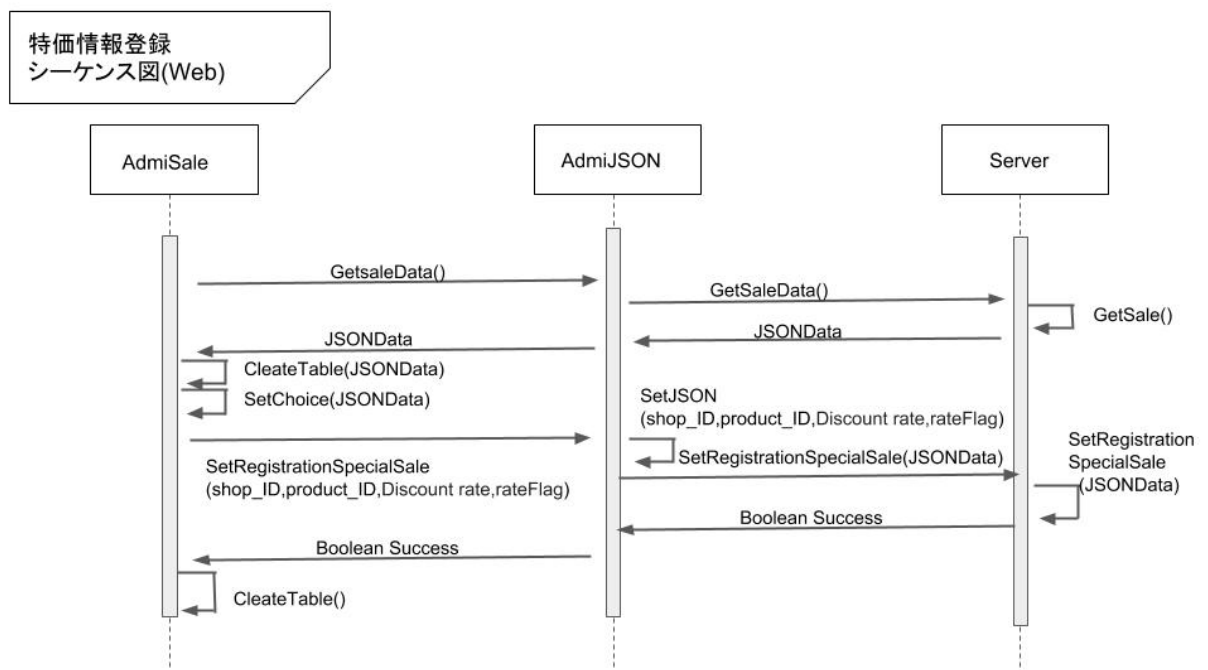 特価情報登録
シーケンス図(Web)
AdmiSale
AdmiJSON
Server
GetsaleData()
GetSaleData()
GetSale()
JSONData
JSONData
CleateTable(JSONData)
SetChoice(JSONData)
SetJSON
(shop_ID,product_ID,Discount rate,rateFlag)
SetRegistrationSpecialSale
(shop_ID,product_ID,Discount rate,rateFlag)
SetRegistrationSpecialSale(JSONData)
SetRegistration
SpecialSale
(JSONData)
Boolean Success
Boolean Success
CleateTable()